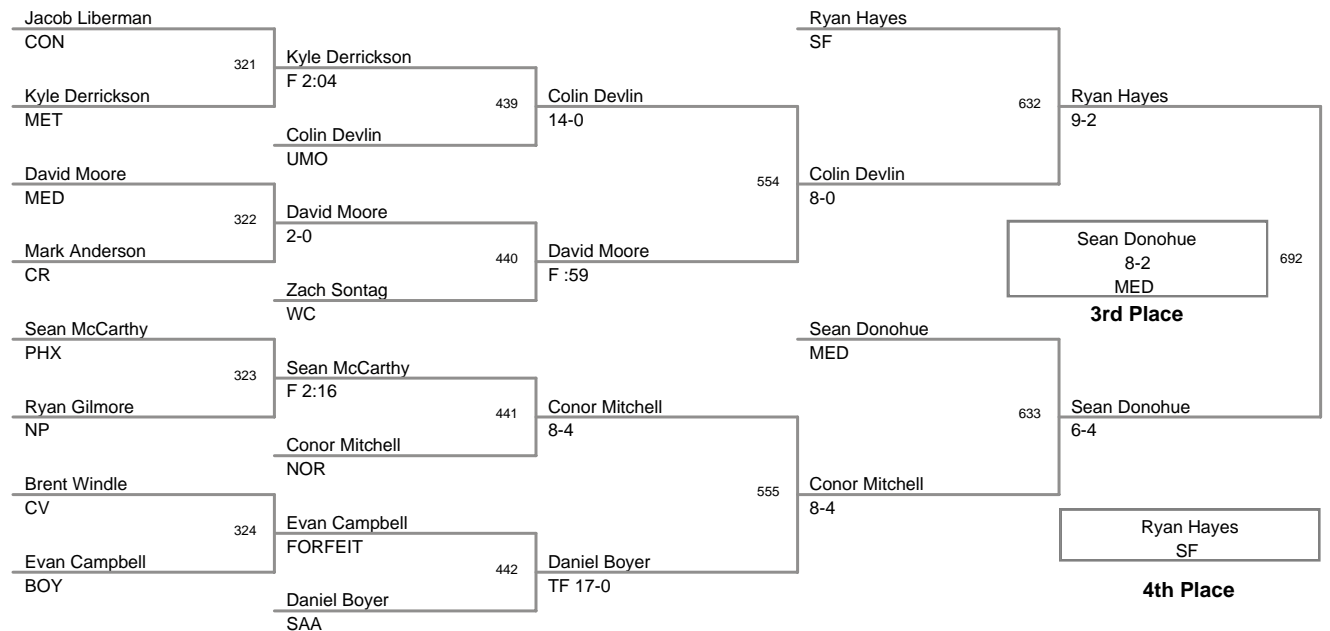 Jacob Liberman
CON
321
Kyle Derrickson
MET
David Moore
MED
322
Mark Anderson
CR
Sean McCarthy
PHX
323
Ryan Gilmore
NP
Brent Windle
CV
324
Evan Campbell
BOY
Kyle Derrickson
F 2:04
439
Colin Devlin
UMO
David Moore
2-0
440
Zach Sontag
WC
Sean McCarthy
F 2:16
441
Conor Mitchell
NOR
Evan Campbell
FORFEIT
442
Daniel Boyer
SAA
Colin Devlin
14-0
554
David Moore
F :59
Conor Mitchell
8-4
555
Daniel Boyer
TF 17-0
Ryan Hayes
SF
632
Colin Devlin
8-0
Sean Donohue
MED
633
Conor Mitchell
8-4
Ryan Hayes
9-2
Sean Donohue
8-2
MED
692
3rd Place
Sean Donohue
6-4
Ryan Hayes
SF
4th Place